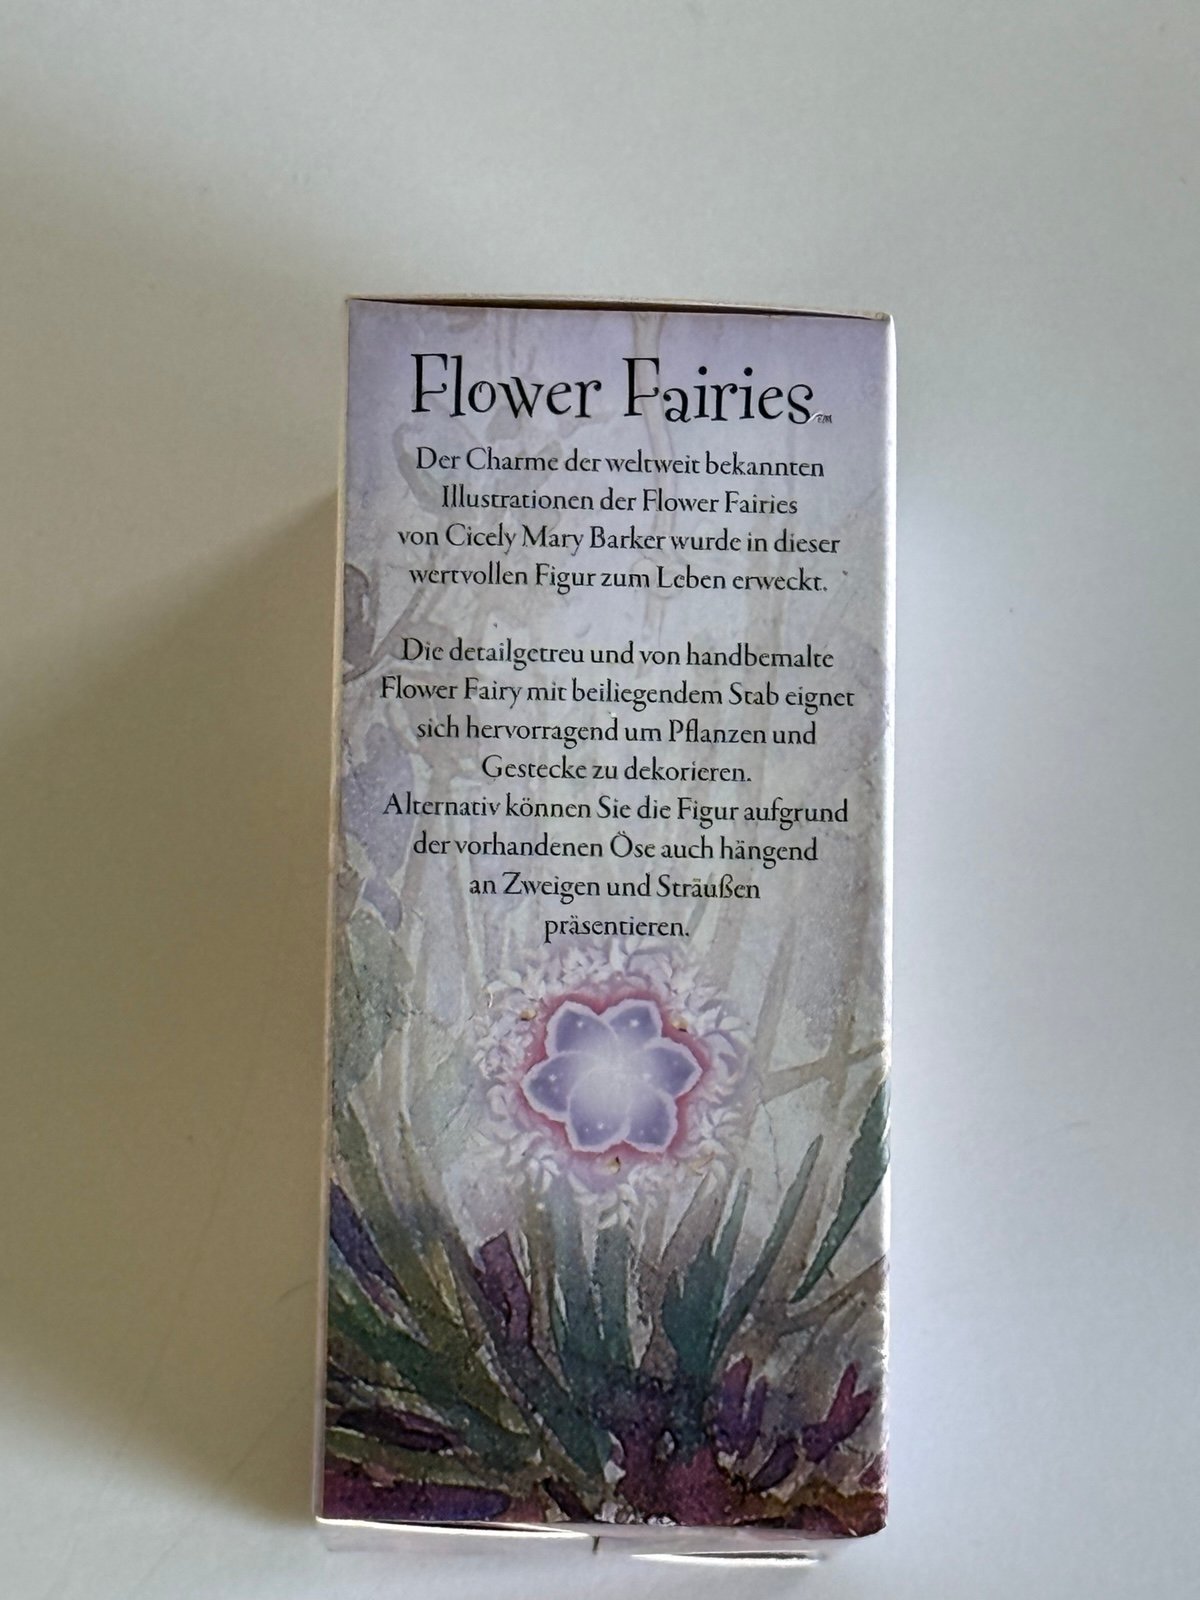 Flower Fairies™
Der Charme der weltweit bekannten
Illustrationen der Flower Fairies
von Cicely Mary Barker wurde in dieser
wertvollen Figur zum Leben erweckt.
Die detailgetreu und von handbemalte
Flower Fairy mit beiliegendem Stab eignet
sich hervorragend um Pflanzen und
Gestecke zu dekorieren.
Alternativ können Sie die Figur aufgrund
der vorhandenen Öse auch hängend
an Zweigen und Sträußen
präsentieren.